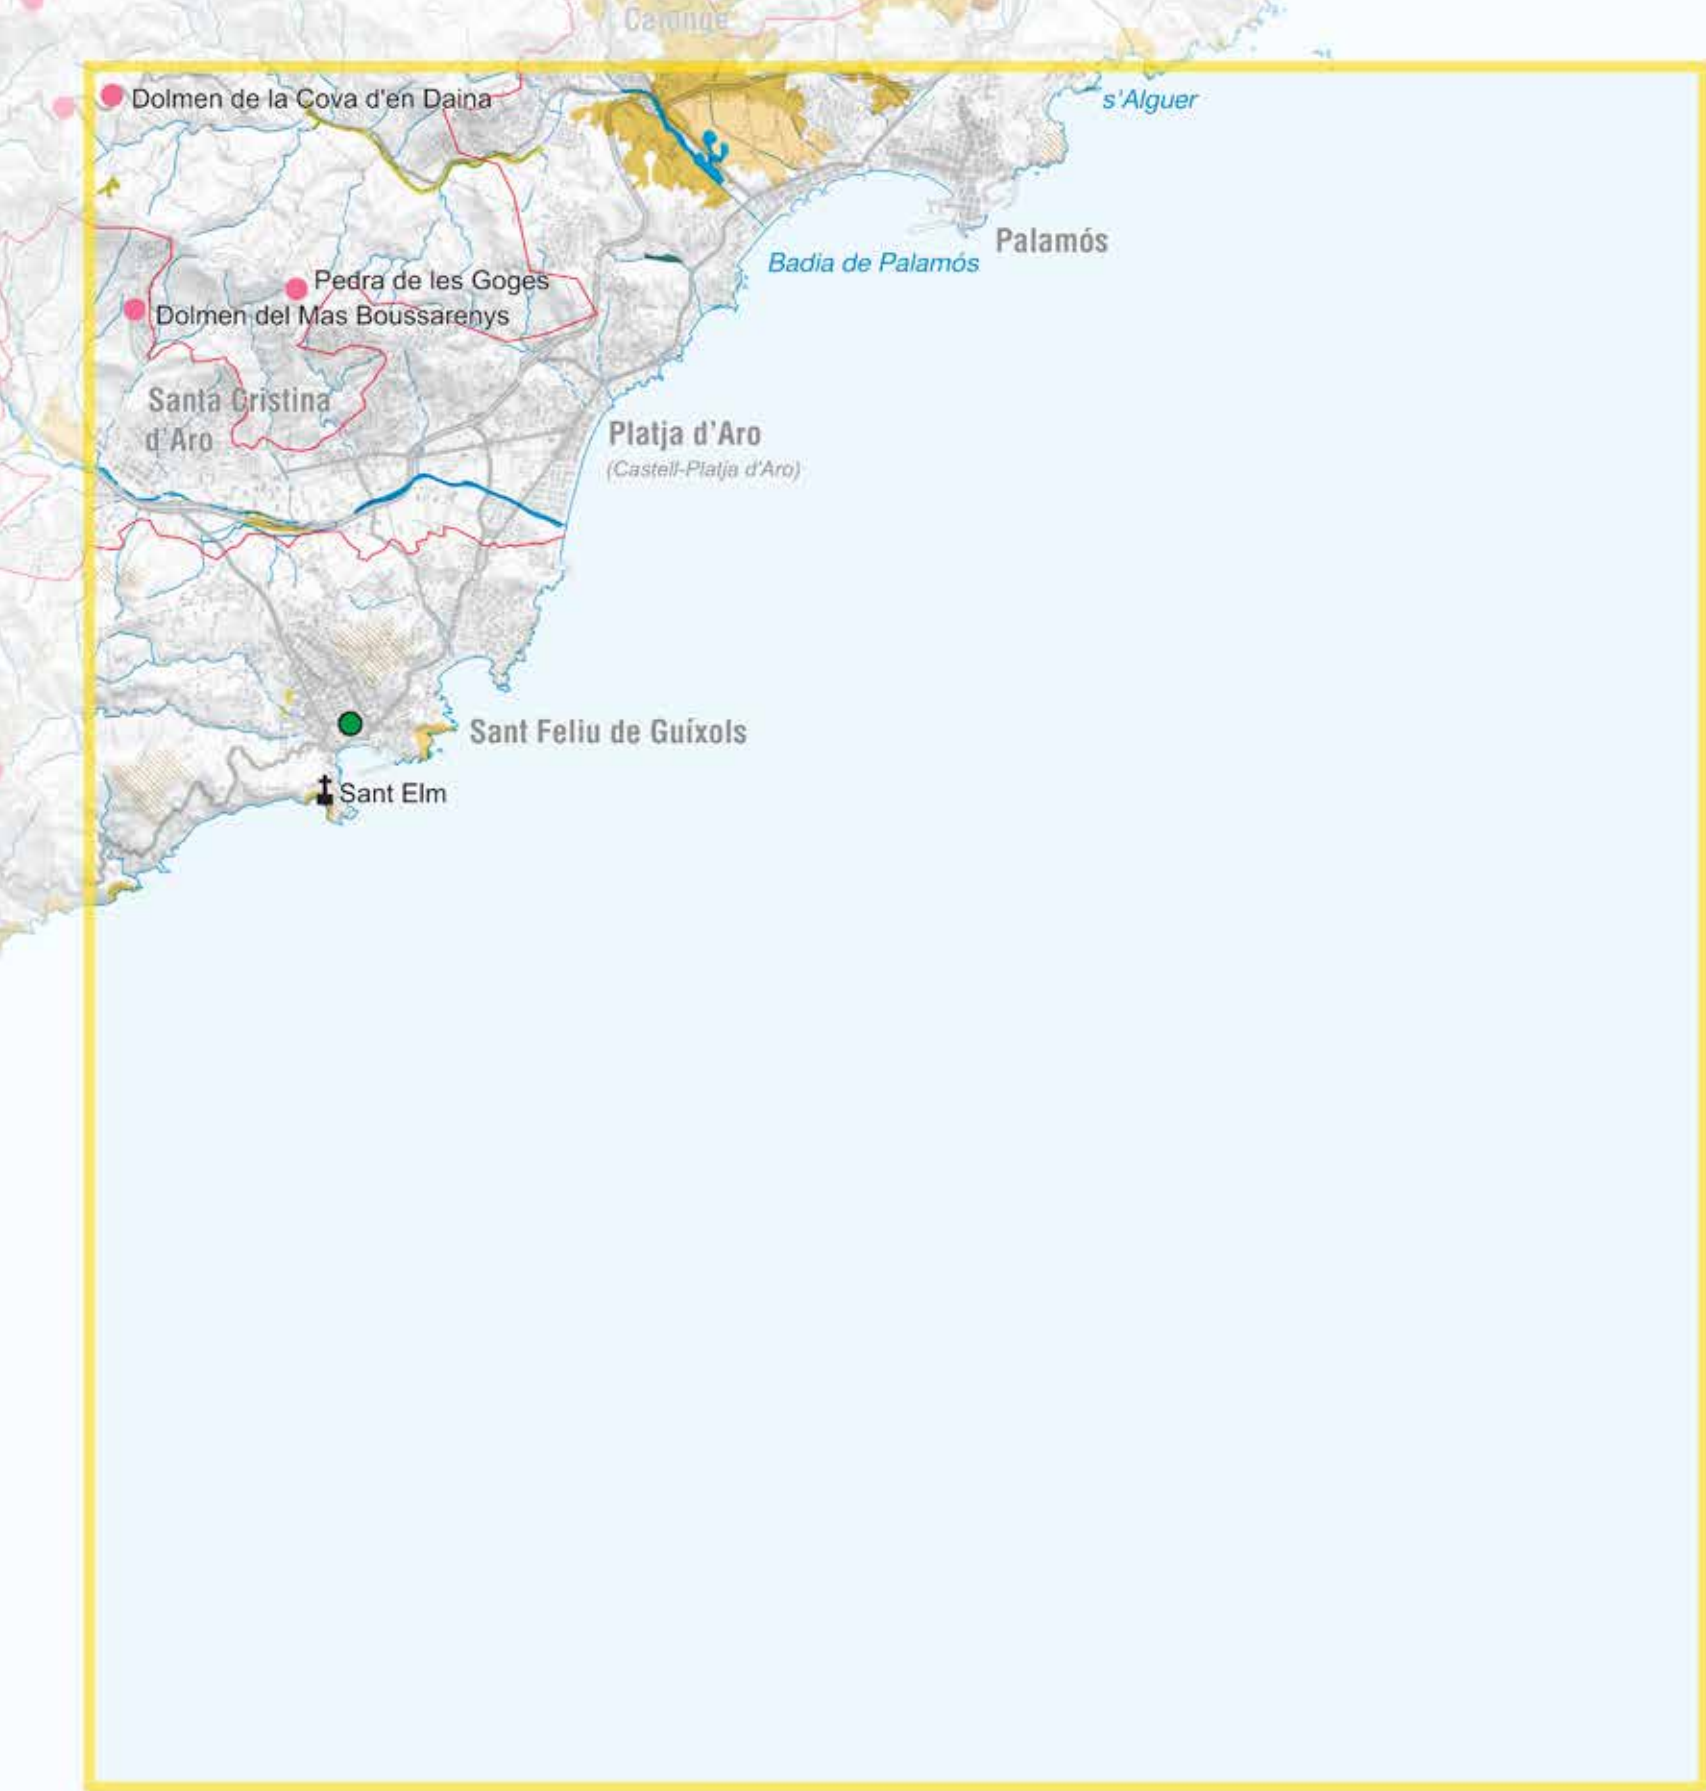 Calonge
Dolmen de la Cova d'en Daina
s'Alguer
Palamós
Badia de Palamós
Pedra de les Goges
Dolmen del Mas Boussarenys
Santa Cristina
d'Aro
Platja d'Aro
(Castell-Platja d'Aro)
Sant Feliu de Guíxols
Sant Elm